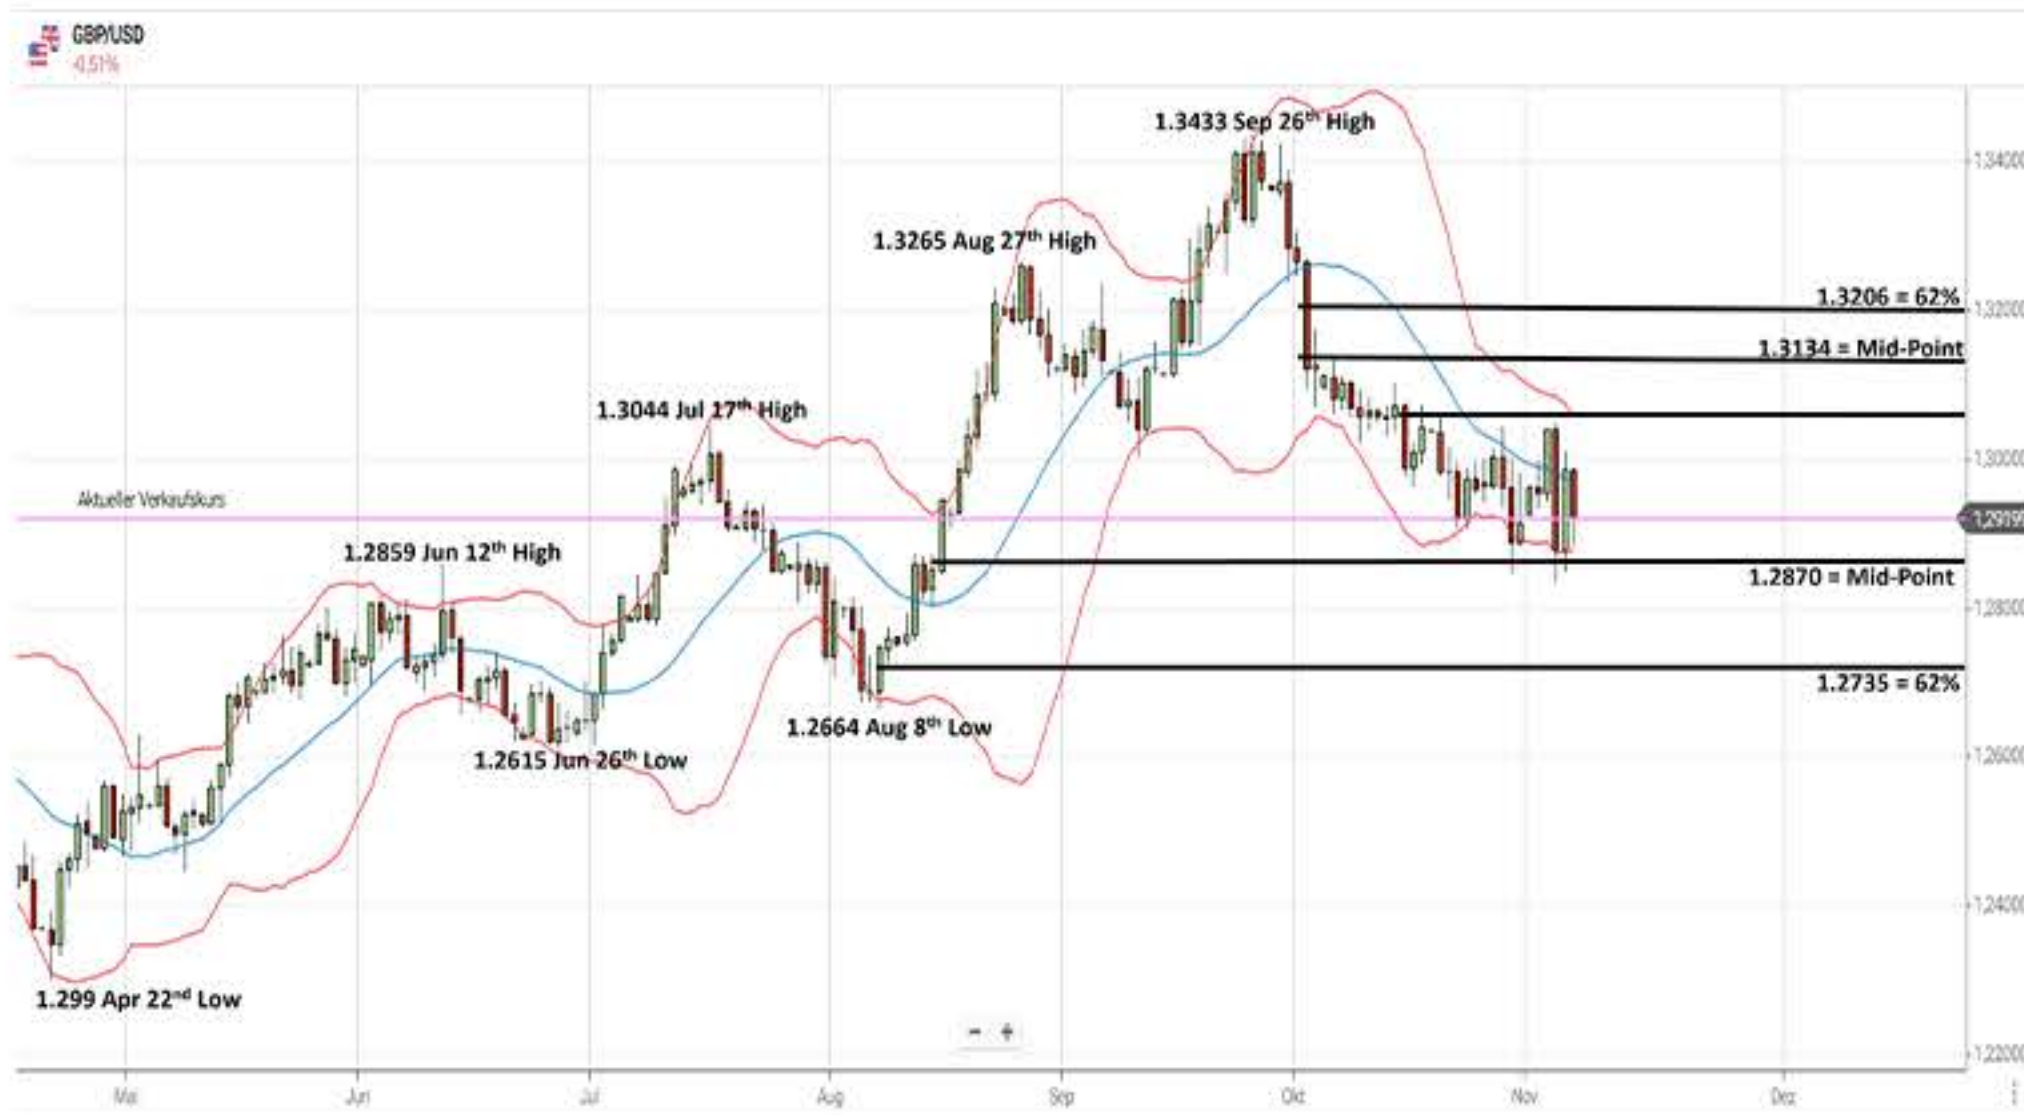 GBP/USD
-0,51%
1.3433 Sep 26th High
1,34000
1.3265 Aug 27th High
1.3206 = 62%
1,32000
1.3134 = Mid-Point
1.3044 Jul 17th High
1,30000
Aktueller Verkaufskurs
1,29199
1.2859 Jun 12th High
1.2870 = Mid-Point
1,28000
1.2735 = 62%
1.2664 Aug 8th Low
1.2615 Jun 26th Low
1,26000
1,24000
1.299 Apr 22nd Low
- +
1,22000
Mai Jun Jul Aug Sep Okt Nov Dez